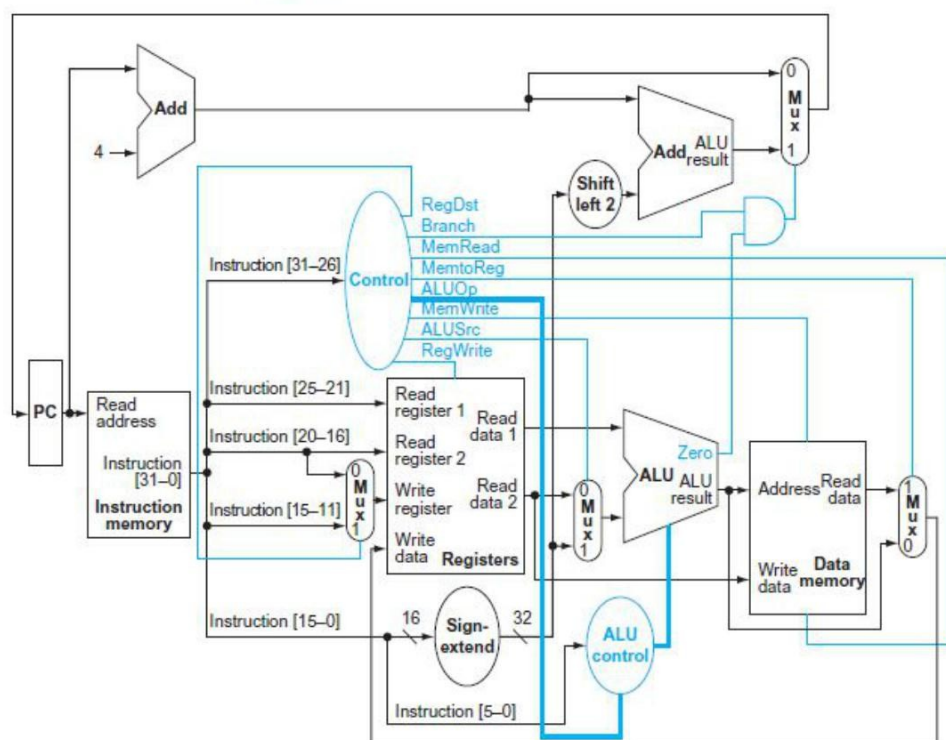 Add
4
0
Mux
1
Add
ALU
result
Shift
left 2
RegDst
Branch
MemRead
MemtoReg
ALUOp
MemWrite
ALUSrc
RegWrite
Control
Instruction [31–26]
Instruction [25–21]
Instruction [20–16]
Instruction [15–11]
Instruction [15–0]
Instruction [5–0]
PC
Read
address
Instruction
[31–0]
Instruction
memory
0
Mux
1
Read
register 1
Read
data 1
Read
register 2
Write
register
Read
data 2
Write
data
Registers
0
Mux
1
Zero
ALU
ALU
result
Address
Read
data
Write
data
Data
memory
1
Mux
0
16
Sign-
extend
32
ALU
control